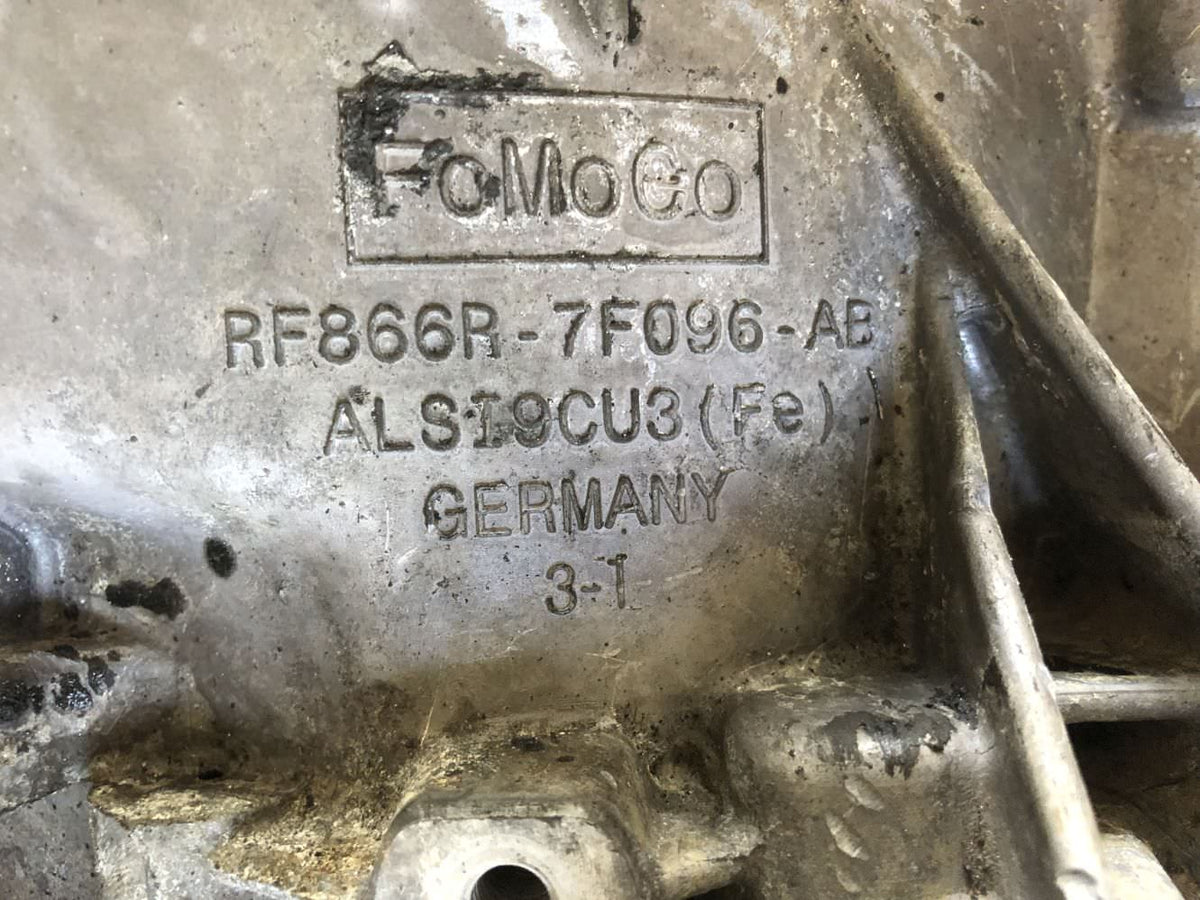 FoMoCo
RF866R-7F096-AB
ALSI9CU3(Fe)
GERMANY
3-1